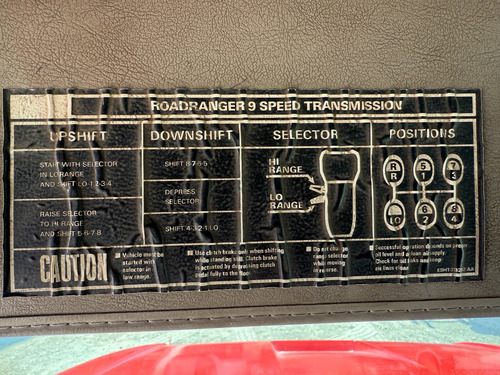 ROADRANGER 9 SPEED TRANSMISSION
UPSHIFT
START WITH SELECTOR
IN LO RANGE
AND SHIFT LO-1-2-3-4
RAISE SELECTOR
TO HI RANGE
AND SHIFT 5-6-7-8
DOWNSHIFT
SHIFT 8-7-6-5
DEPRESS
SELECTOR
SHIFT 4-3-2-1-LO
SELECTOR
HI
RANGE
LO
RANGE
POSITIONS
R 5 7
R 1 3
LO 2 4
CAUTION
Vehicle must be
started with
selector in
low range.
Use clutch brake only when shifting
while standing still. Clutch brake
is actuated by depressing clutch
pedal fully to the floor.
Do not change
range selector
while moving
in reverse
Successful operation depends on proper
oil level and clean air supply.
Check for oil leaks and keep
air lines clean